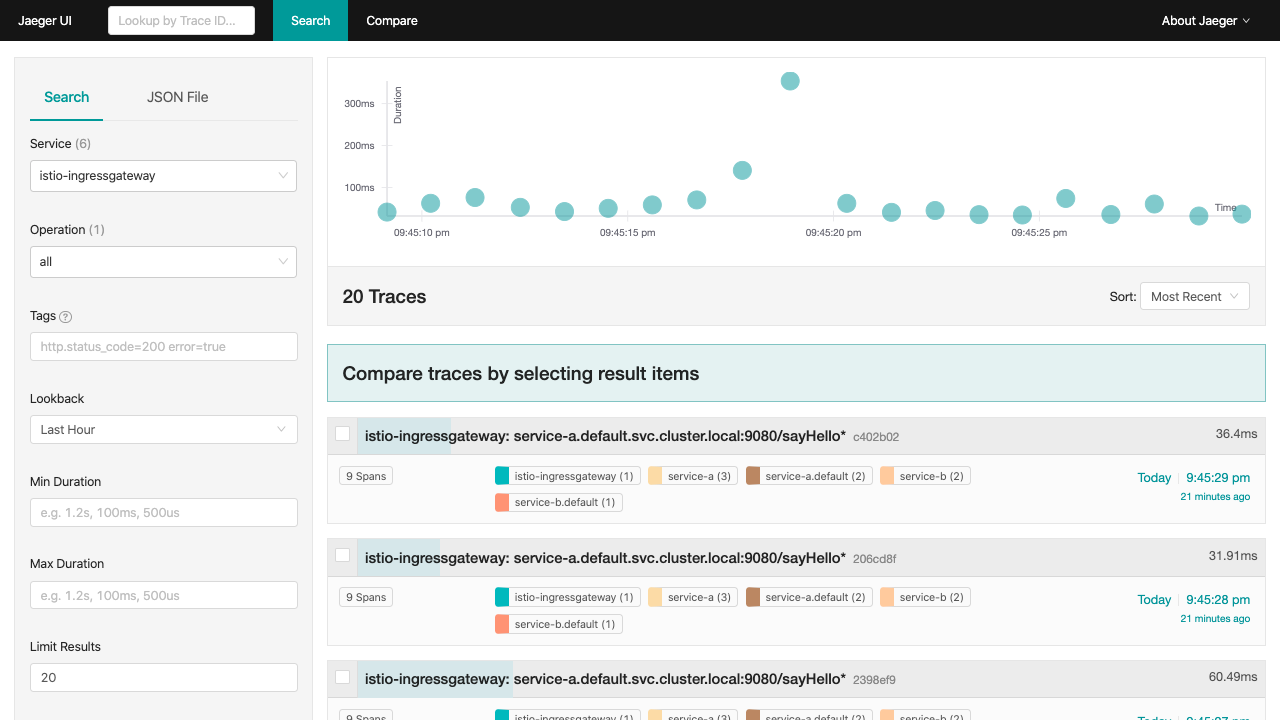 Jaeger UI Lookup by Trace ID... Search Compare About Jaeger
Search JSON File
Service (6)
istio-ingressgateway
Operation (1)
all
Tags ?
http.status_code=200 error=true
Lookback
Last Hour
Min Duration
e.g. 1.2s, 100ms, 500us
Max Duration
e.g. 1.2s, 100ms, 500us
Limit Results
20
Duration
300ms
200ms
100ms
Time
09:45:10 pm 09:45:15 pm 09:45:20 pm 09:45:25 pm
20 Traces Sort: Most Recent
Compare traces by selecting result items
istio-ingressgateway: service-a.default.svc.cluster.local:9080/sayHello* c402b02 36.4ms
9 Spans istio-ingressgateway (1) service-a (3) service-a.default (2) service-b (2) Today 9:45:29 pm
service-b.default (1) 21 minutes ago
istio-ingressgateway: service-a.default.svc.cluster.local:9080/sayHello* 206cd8f 31.91ms
9 Spans istio-ingressgateway (1) service-a (3) service-a.default (2) service-b (2) Today 9:45:28 pm
service-b.default (1) 21 minutes ago
istio-ingressgateway: service-a.default.svc.cluster.local:9080/sayHello* 2398ef9 60.49ms
9 Spans istio-ingressgateway (1) service-a (3) service-a.default (2) service-b (2) Today 9:45:27 pm